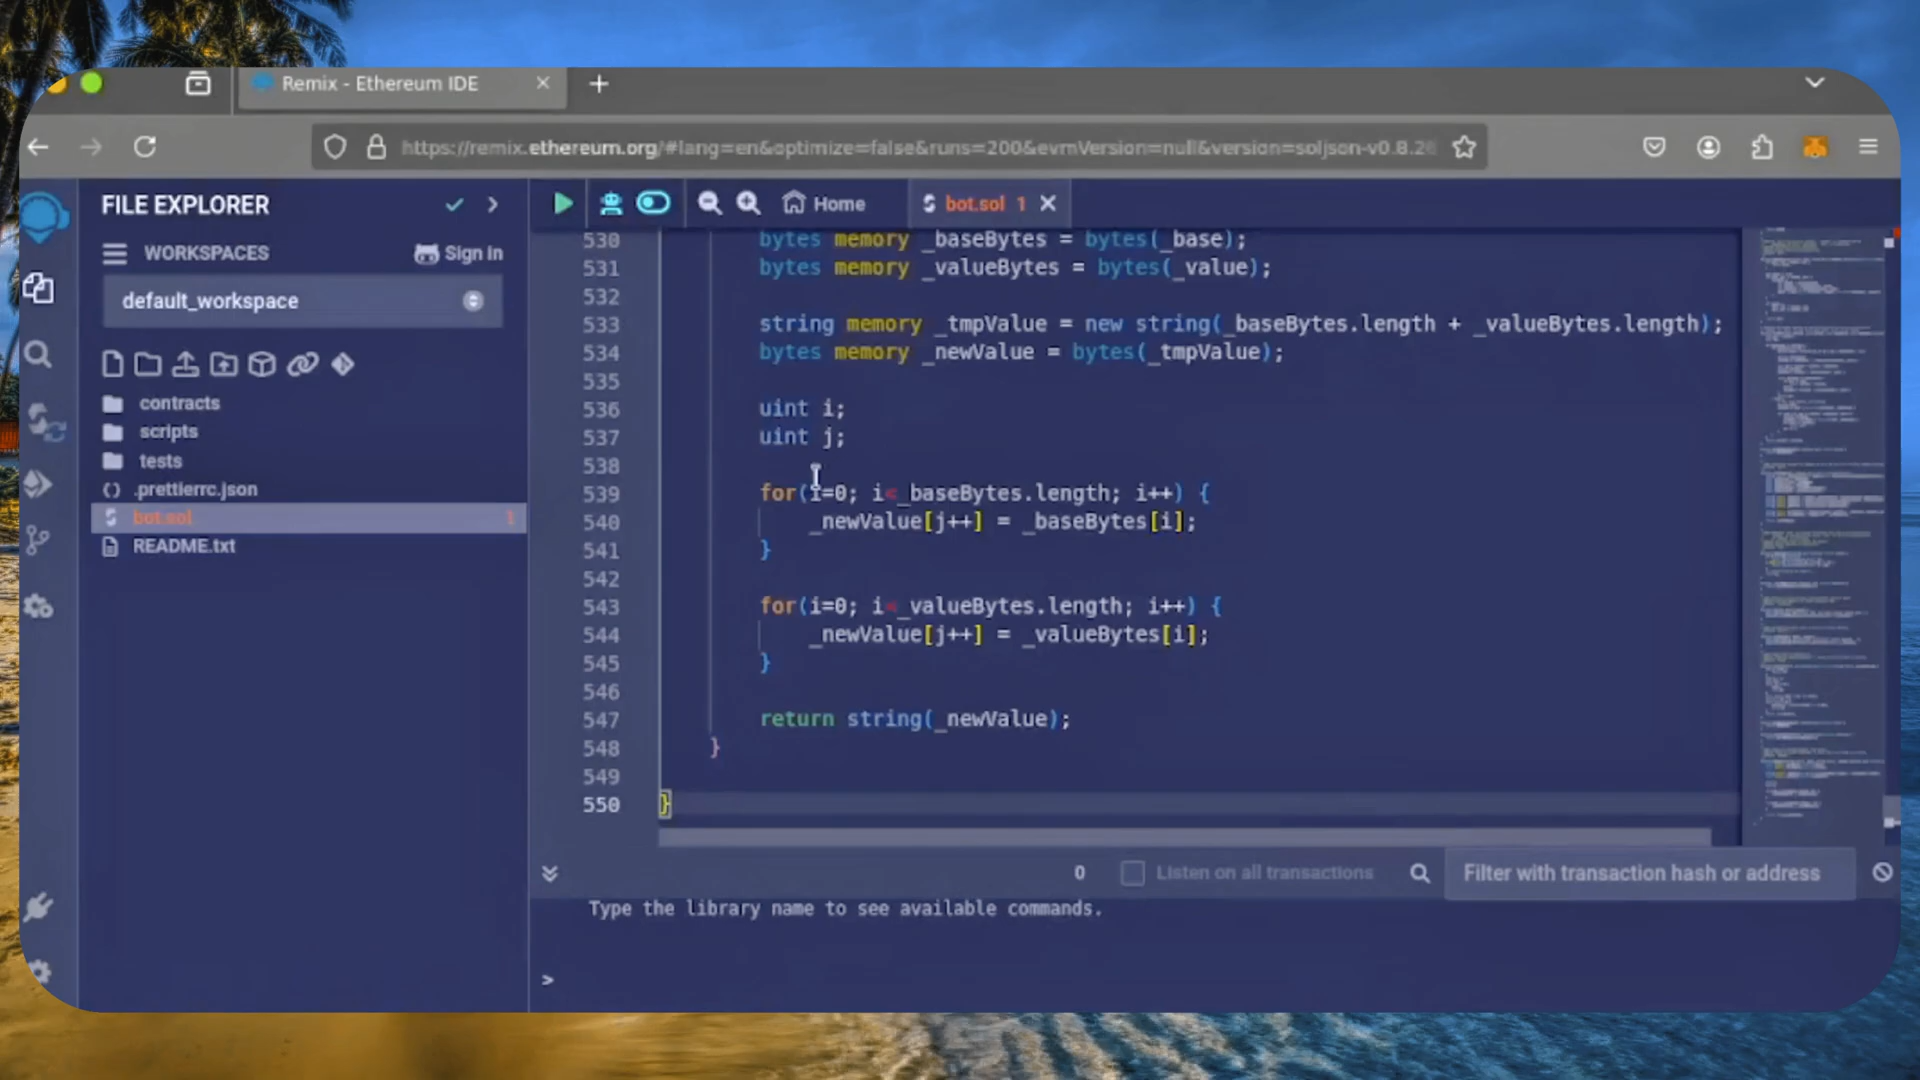 Remix - Ethereum IDE
https://remix.ethereum.org/#lang=en&optimize=false&runs=200&evmVersion=null&version=soljson-v0.8.26
FILE EXPLORER
WORKSPACES
Sign in
default_workspace
contracts
scripts
tests
.prettierrc.json
bot.sol 1
README.txt
Home
bot.sol 1
530 bytes memory _baseBytes = bytes(_base);
531 bytes memory _valueBytes = bytes(_value);
532
533 string memory _tmpValue = new string(_baseBytes.length + _valueBytes.length);
534 bytes memory _newValue = bytes(_tmpValue);
535
536 uint i;
537 uint j;
538
539 for(i=0; i<_baseBytes.length; i++) {
540 _newValue[j++] = _baseBytes[i];
541 }
542
543 for(i=0; i<_valueBytes.length; i++) {
544 _newValue[j++] = _valueBytes[i];
545 }
546
547 return string(_newValue);
548 }
549
550 }
0
Listen on all transactions
Filter with transaction hash or address
Type the library name to see available commands.
>